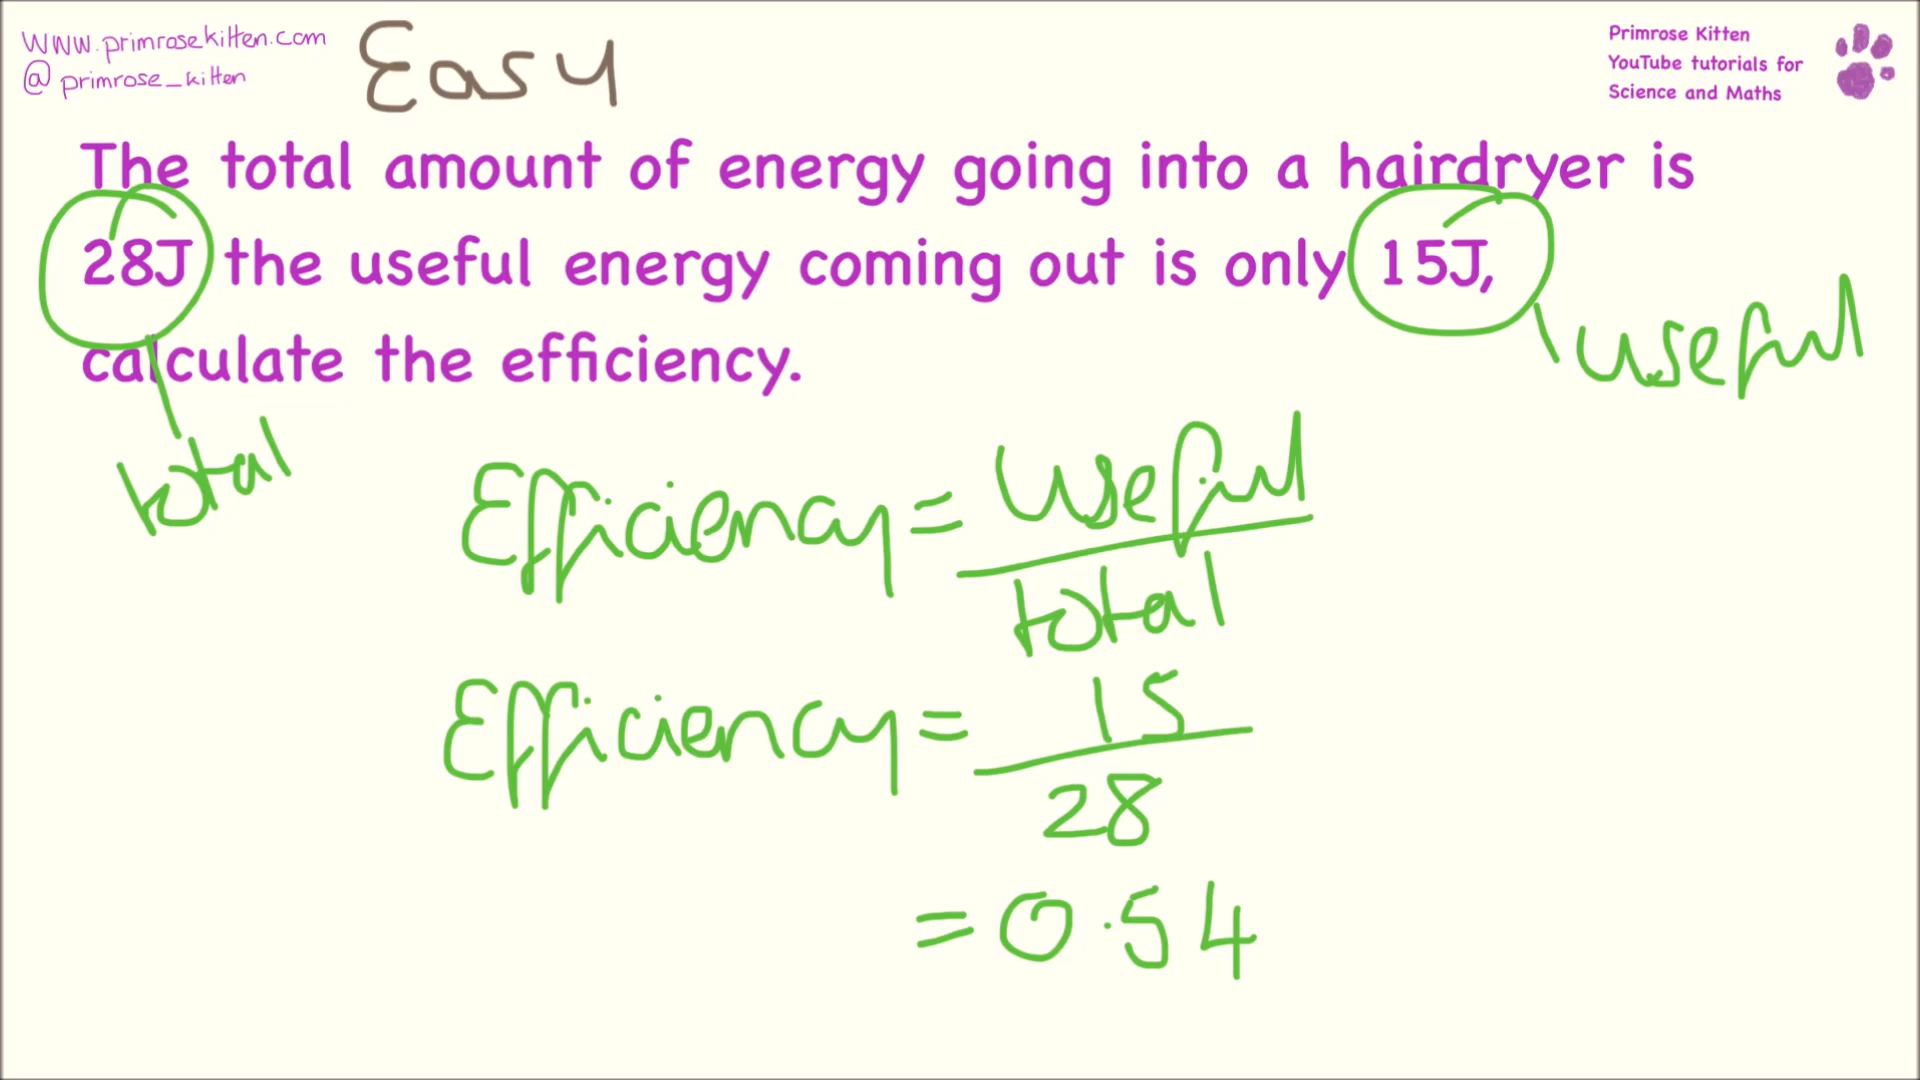 www.primrosekitten.com
@primrose_kitten
Easy
Primrose Kitten
YouTube tutorials for
Science and Maths
The total amount of energy going into a hairdryer is
28J the useful energy coming out is only 15J,
calculate the efficiency.
useful
total
Efficiency = useful
total
Efficiency = 15
28
= 0.54